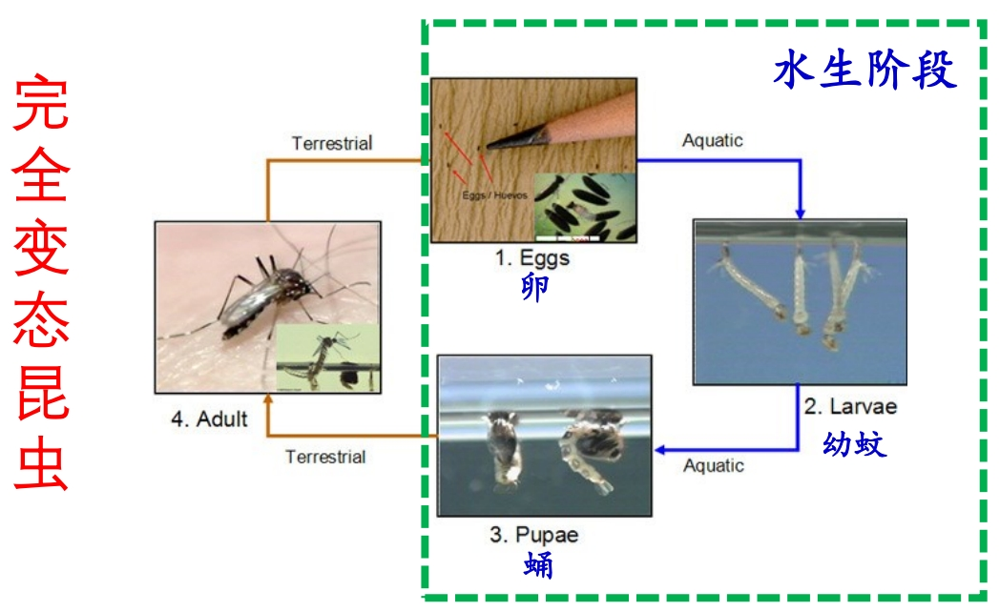 完全变态昆虫
水生阶段
Terrestrial
Aquatic
Eggs / Huevos
1. Eggs
卵
4. Adult
2. Larvae
幼蚊
Terrestrial
Aquatic
3. Pupae
蛹